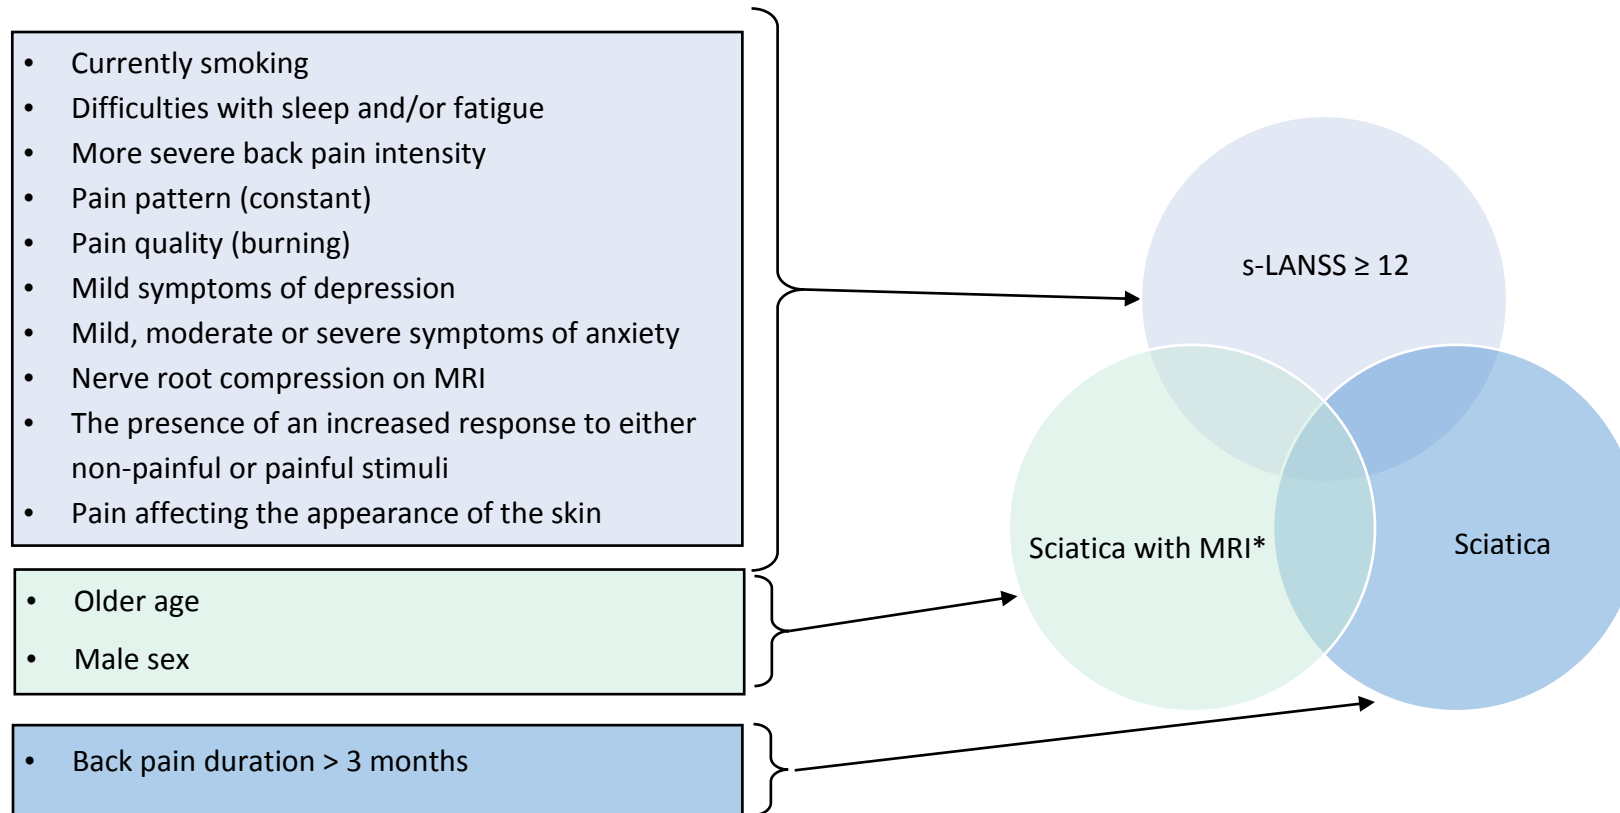 • Currently smoking
• Difficulties with sleep and/or fatigue
• More severe back pain intensity
• Pain pattern (constant)
• Pain quality (burning)
• Mild symptoms of depression
• Mild, moderate or severe symptoms of anxiety
• Nerve root compression on MRI
• The presence of an increased response to either
non-painful or painful stimuli
• Pain affecting the appearance of the skin
• Older age
• Male sex
• Back pain duration > 3 months
s-LANSS ≥ 12
Sciatica with MRI*
Sciatica